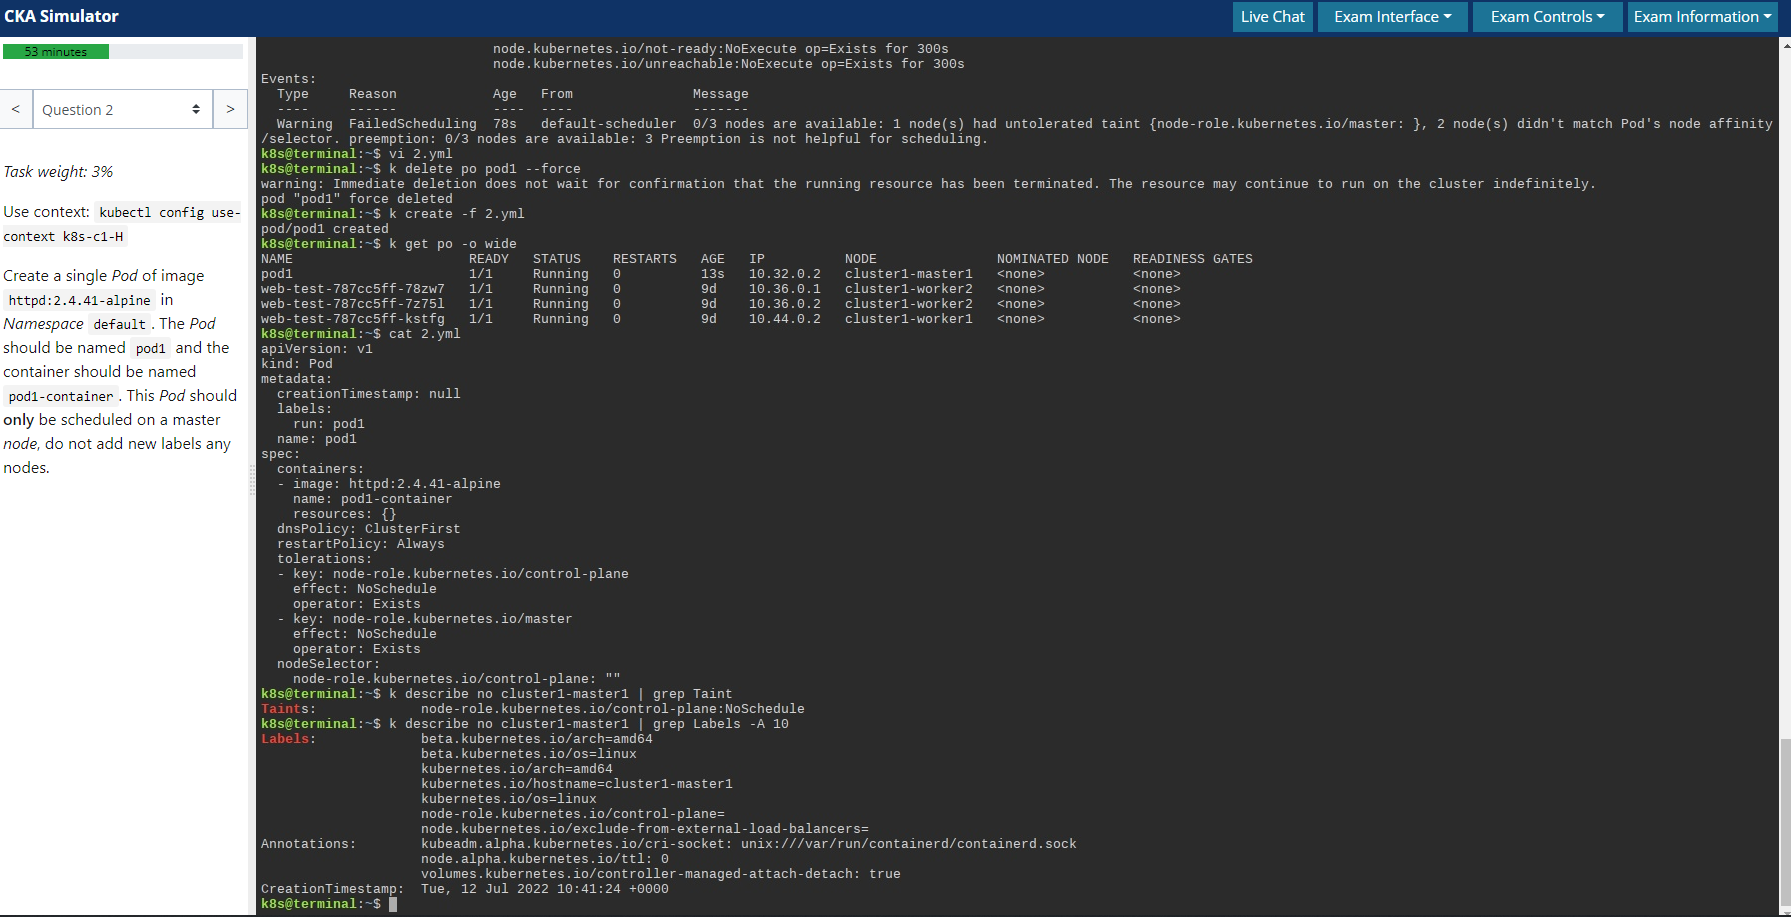 CKA Simulator
Live Chat
Exam Interface
Exam Controls
Exam Information
53 minutes
< Question 2 >
Task weight: 3%
Use context: kubectl config use-
context k8s-c1-H
Create a single Pod of image
httpd:2.4.41-alpine in
Namespace default. The Pod
should be named pod1 and the
container should be named
pod1-container. This Pod should
only be scheduled on a master
node, do not add new labels any
nodes.
node.kubernetes.io/not-ready:NoExecute op=Exists for 300s
node.kubernetes.io/unreachable:NoExecute op=Exists for 300s
Events:
  Type     Reason            Age   From               Message
  ----     ------            ----  ----               -------
  Warning  FailedScheduling  78s   default-scheduler  0/3 nodes are available: 1 node(s) had untolerated taint {node-role.kubernetes.io/master: }, 2 node(s) didn't match Pod's node affinity
/selector. preemption: 0/3 nodes are available: 3 Preemption is not helpful for scheduling.
k8s@terminal:~$ vi 2.yml
k8s@terminal:~$ k delete po pod1 --force
warning: Immediate deletion does not wait for confirmation that the running resource has been terminated. The resource may continue to run on the cluster indefinitely.
pod "pod1" force deleted
k8s@terminal:~$ k create -f 2.yml
pod/pod1 created
k8s@terminal:~$ k get po -o wide
NAME                      READY   STATUS    RESTARTS   AGE   IP          NODE               NOMINATED NODE   READINESS GATES
pod1                      1/1     Running   0          13s   10.32.0.2   cluster1-master1   <none>           <none>
web-test-787cc5ff-78zw7   1/1     Running   0          9d    10.36.0.1   cluster1-worker2   <none>           <none>
web-test-787cc5ff-7z75l   1/1     Running   0          9d    10.36.0.2   cluster1-worker2   <none>           <none>
web-test-787cc5ff-kstfg   1/1     Running   0          9d    10.44.0.2   cluster1-worker1   <none>           <none>
k8s@terminal:~$ cat 2.yml
apiVersion: v1
kind: Pod
metadata:
  creationTimestamp: null
  labels:
    run: pod1
  name: pod1
spec:
  containers:
  - image: httpd:2.4.41-alpine
    name: pod1-container
    resources: {}
  dnsPolicy: ClusterFirst
  restartPolicy: Always
  tolerations:
  - key: node-role.kubernetes.io/control-plane
    effect: NoSchedule
    operator: Exists
  - key: node-role.kubernetes.io/master
    effect: NoSchedule
    operator: Exists
  nodeSelector:
    node-role.kubernetes.io/control-plane: ""
k8s@terminal:~$ k describe no cluster1-master1 | grep Taint
Taints:             node-role.kubernetes.io/control-plane:NoSchedule
k8s@terminal:~$ k describe no cluster1-master1 | grep Labels -A 10
Labels:             beta.kubernetes.io/arch=amd64
                    beta.kubernetes.io/os=linux
                    kubernetes.io/arch=amd64
                    kubernetes.io/hostname=cluster1-master1
                    kubernetes.io/os=linux
                    node-role.kubernetes.io/control-plane=
                    node.kubernetes.io/exclude-from-external-load-balancers=
Annotations:        kubeadm.alpha.kubernetes.io/cri-socket: unix:///var/run/containerd/containerd.sock
                    node.alpha.kubernetes.io/ttl: 0
                    volumes.kubernetes.io/controller-managed-attach-detach: true
CreationTimestamp:  Tue, 12 Jul 2022 10:41:24 +0000
k8s@terminal:~$